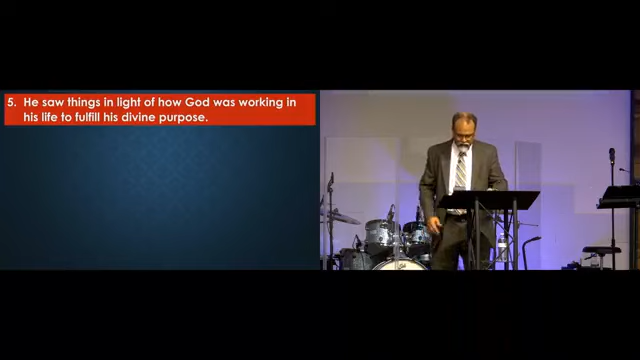 5. He saw things in light of how God was working in
his life to fulfill his divine purpose.